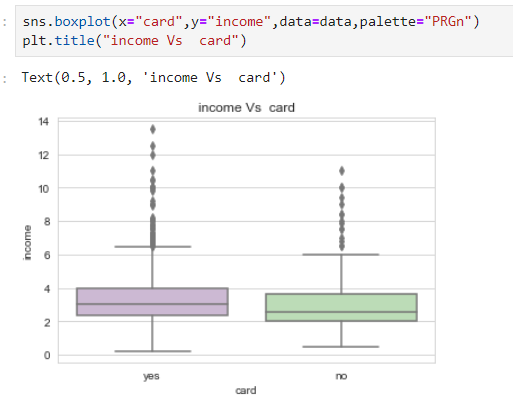 : sns.boxplot(x="card",y="income",data=data,palette="PRGn")
plt.title("income Vs  card")
: Text(0.5, 1.0, 'income Vs  card')
income Vs  card
14
12
10
8
6
4
2
0
income
yes
no
card